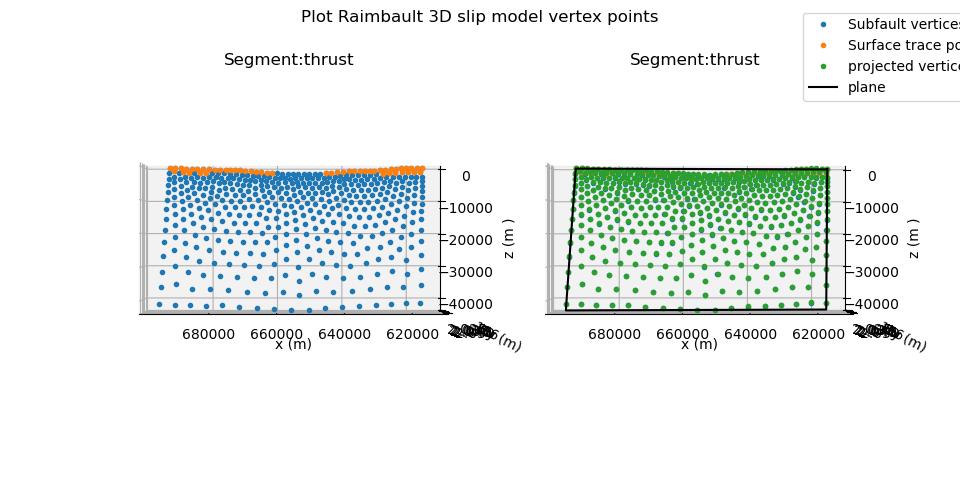 Plot Raimbault 3D slip model vertex points
Segment:thrust
Segment:thrust
Subfault vertices
Surface trace po
projected vertice
plane
0
−10000
−20000
−30000
−40000
z (m )
680000
660000
640000
620000
x (m)
(m)
0
−10000
−20000
−30000
−40000
z (m )
680000
660000
640000
620000
x (m)
(m)